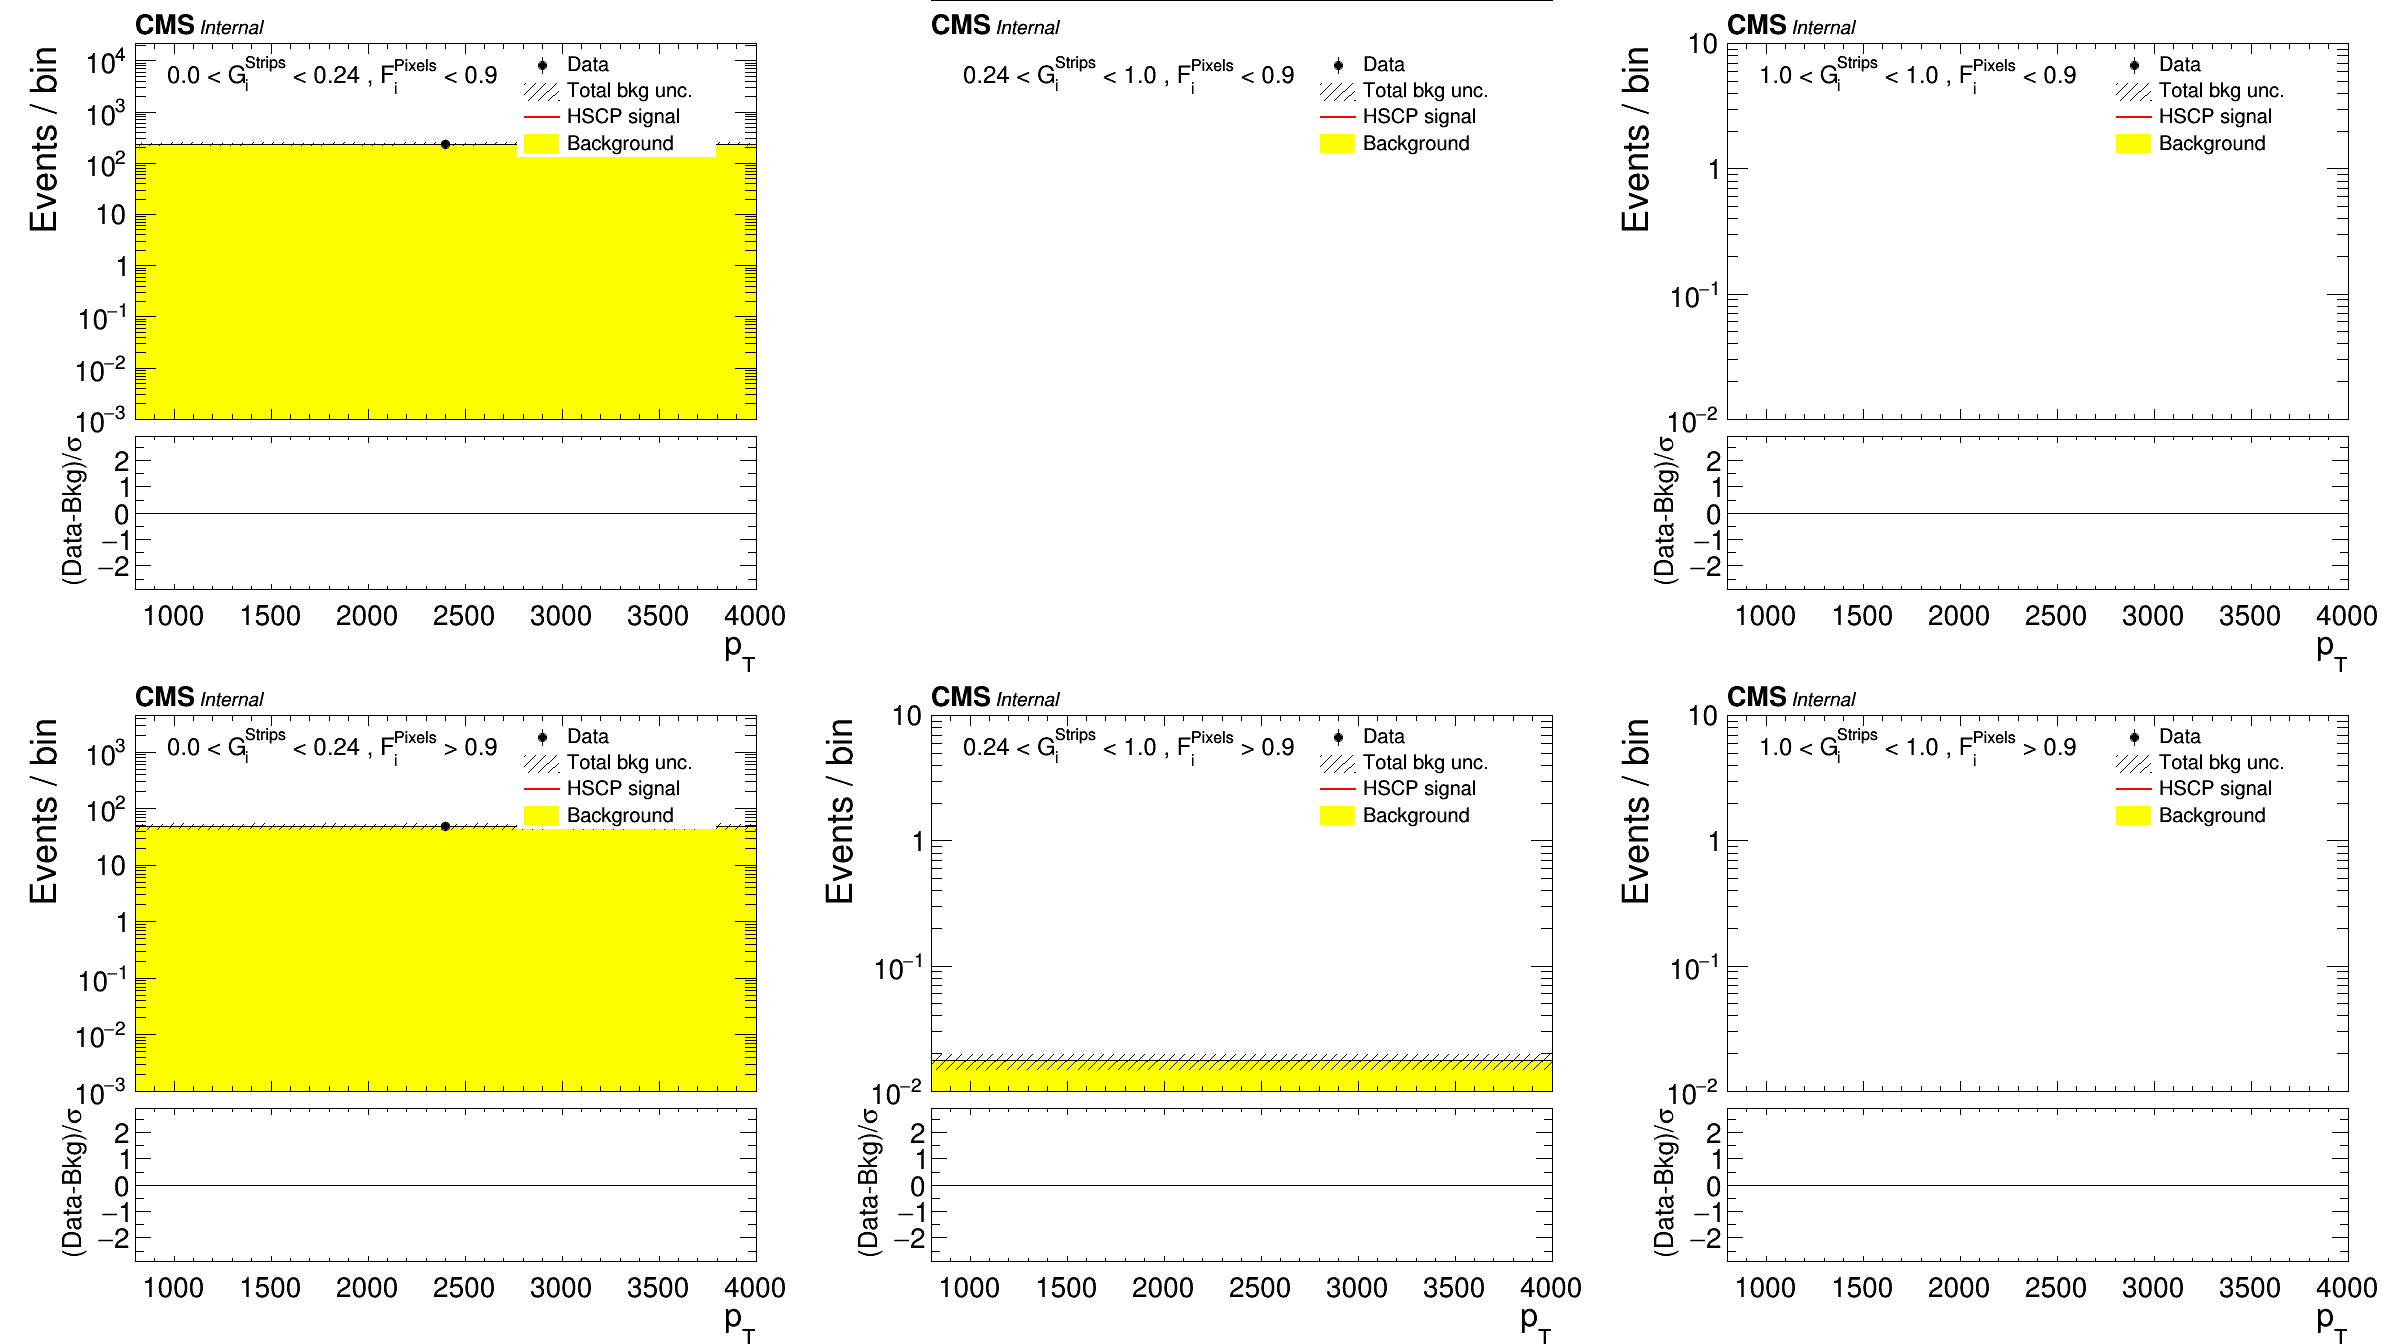 CMS Internal
0.0 < G_i^Strips < 0.24 , F_i^Pixels < 0.9
Data
Total bkg unc.
HSCP signal
Background
Events / bin
10^4
10^3
10^2
10
1
10^−1
10^−2
10^−3
(Data-Bkg)/σ
2
1
0
−1
−2
1000 1500 2000 2500 3000 3500 4000
p_T
CMS Internal
0.24 < G_i^Strips < 1.0 , F_i^Pixels < 0.9
Data
Total bkg unc.
HSCP signal
Background
CMS Internal
1.0 < G_i^Strips < 1.0 , F_i^Pixels < 0.9
Data
Total bkg unc.
HSCP signal
Background
Events / bin
10
1
10^−1
10^−2
(Data-Bkg)/σ
2
1
0
−1
−2
1000 1500 2000 2500 3000 3500 4000
p_T
CMS Internal
0.0 < G_i^Strips < 0.24 , F_i^Pixels > 0.9
Data
Total bkg unc.
HSCP signal
Background
Events / bin
10^3
10^2
10
1
10^−1
10^−2
10^−3
(Data-Bkg)/σ
2
1
0
−1
−2
1000 1500 2000 2500 3000 3500 4000
p_T
CMS Internal
0.24 < G_i^Strips < 1.0 , F_i^Pixels > 0.9
Data
Total bkg unc.
HSCP signal
Background
Events / bin
10
1
10^−1
10^−2
(Data-Bkg)/σ
2
1
0
−1
−2
1000 1500 2000 2500 3000 3500 4000
p_T
CMS Internal
1.0 < G_i^Strips < 1.0 , F_i^Pixels > 0.9
Data
Total bkg unc.
HSCP signal
Background
Events / bin
10
1
10^−1
10^−2
(Data-Bkg)/σ
2
1
0
−1
−2
1000 1500 2000 2500 3000 3500 4000
p_T